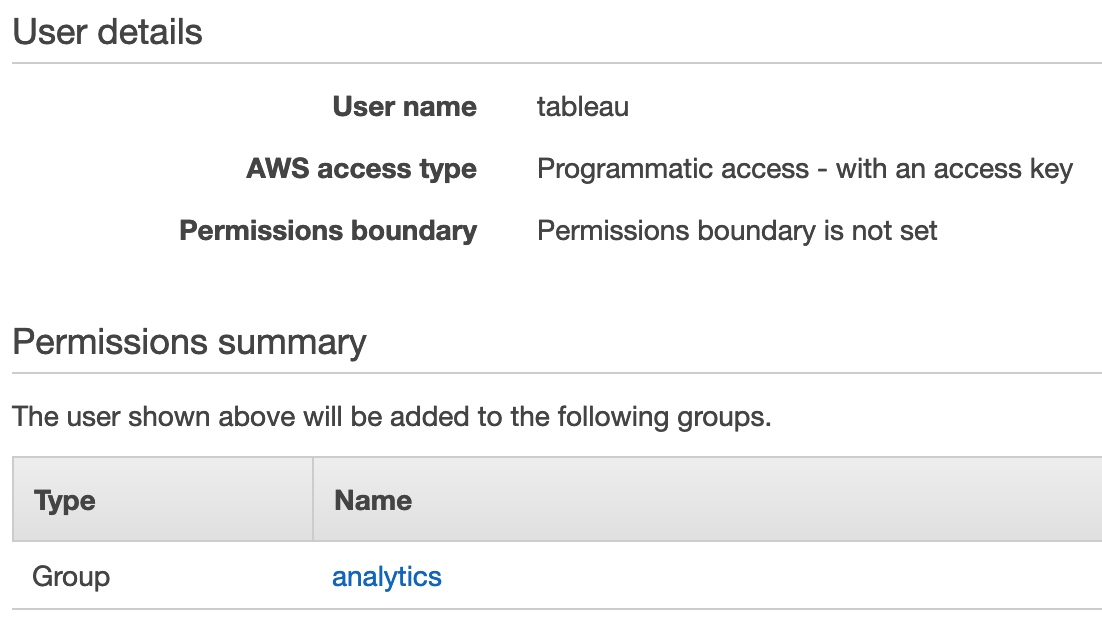 User details
User name tableau
AWS access type Programmatic access - with an access key
Permissions boundary Permissions boundary is not set
Permissions summary
The user shown above will be added to the following groups.
Type Name
Group analytics